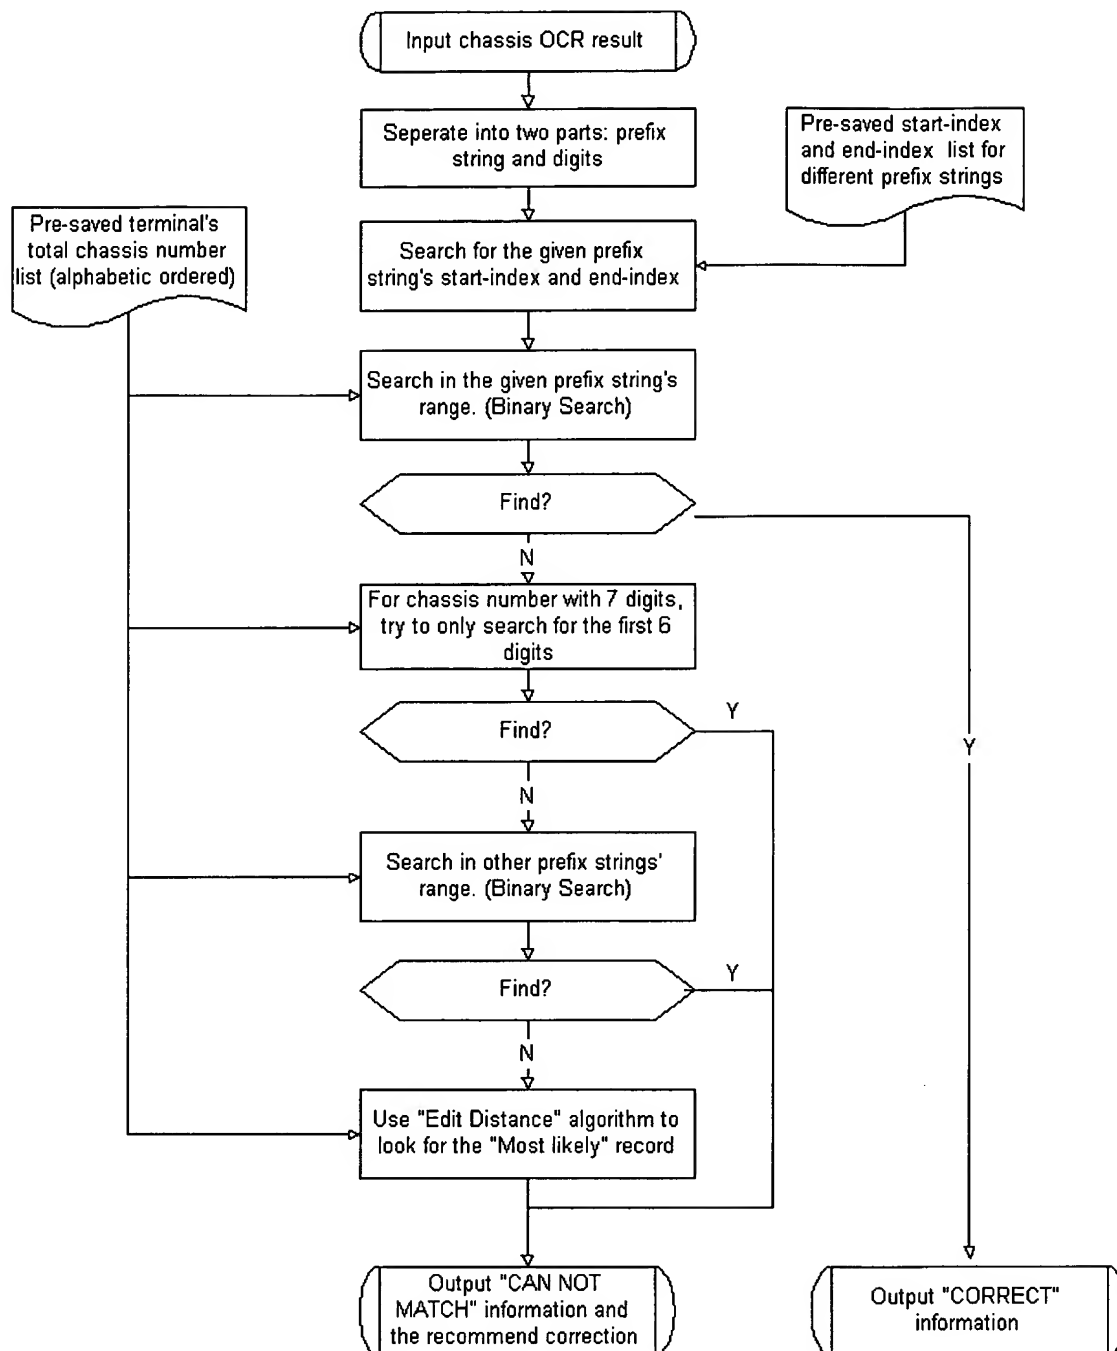 Input chassis OCR result
Seperate into two parts: prefix
string and digits
Pre-saved start-index
and end-index list for
different prefix strings
Pre-saved terminal's
total chassis number
list (alphabetic ordered)
Search for the given prefix
string's start-index and end-index
Search in the given prefix string's
range. (Binary Search)
Find?
N
For chassis number with 7 digits,
try to only search for the first 6
digits
Find?
Y
Y
N
Search in other prefix strings'
range. (Binary Search)
Find?
Y
N
Use "Edit Distance" algorithm to
look for the "Most likely" record
Output "CAN NOT
MATCH" information and
the recommend correction
Output "CORRECT"
information